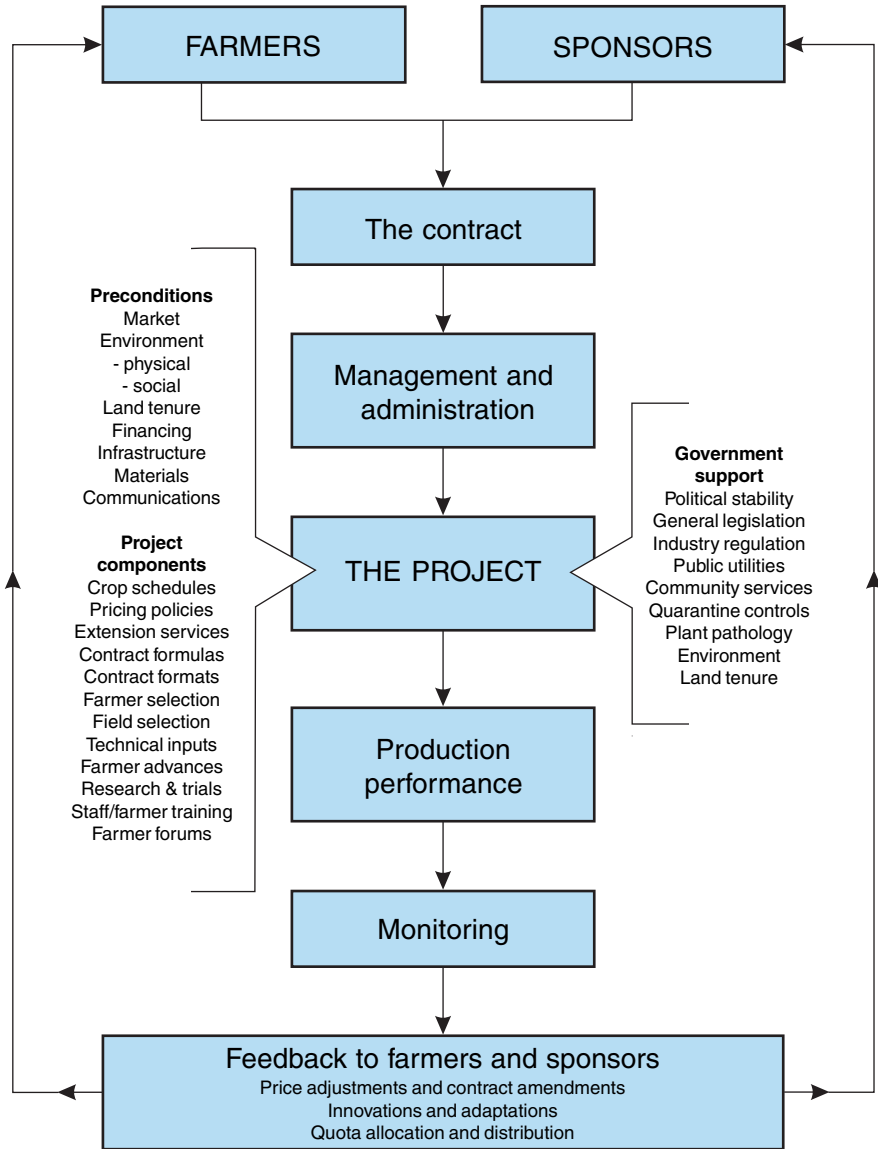 FARMERS
SPONSORS
The contract
Preconditions
Market
Environment
- physical
- social
Land tenure
Financing
Infrastructure
Materials
Communications
Project
components
Crop schedules
Pricing policies
Extension services
Contract formulas
Contract formats
Farmer selection
Field selection
Technical inputs
Farmer advances
Research & trials
Staff/farmer training
Farmer forums
Management and
administration
THE PROJECT
Government
support
Political stability
General legislation
Industry regulation
Public utilities
Community services
Quarantine controls
Plant pathology
Environment
Land tenure
Production
performance
Monitoring
Feedback to farmers and sponsors
Price adjustments and contract amendments
Innovations and adaptations
Quota allocation and distribution